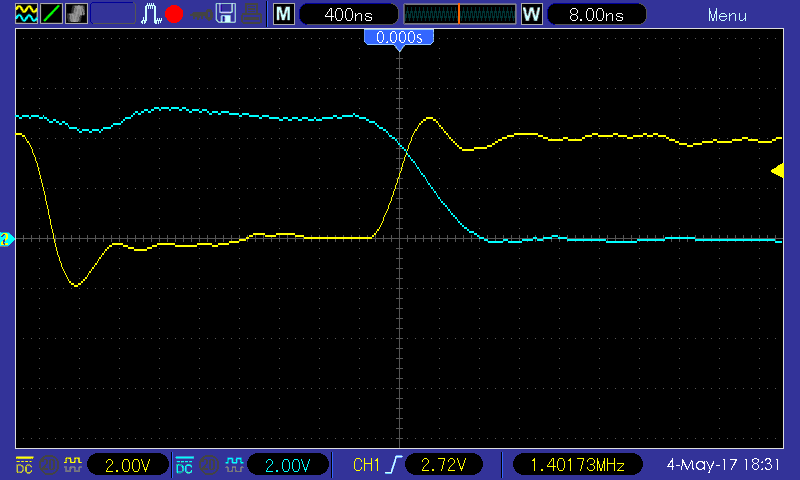 M 400ns W 8.00ns Menu
0.000s
DC 2.00V DC 2.00V CH1 2.72V 1.40173MHz 4-May-17 18:31